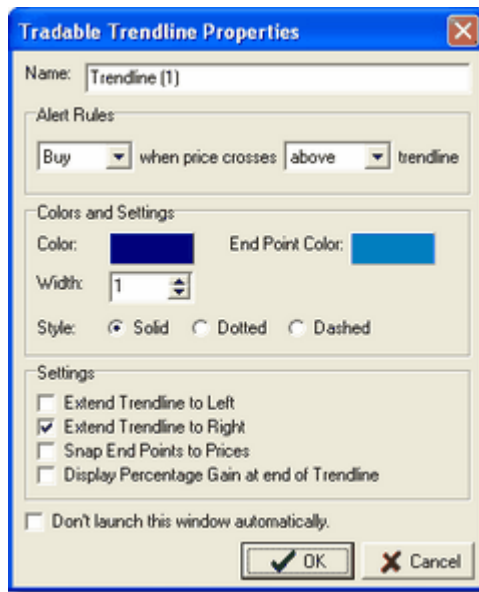 Tradable Trendline Properties
Name: Trendline (1)
Alert Rules
Buy when price crosses above trendline
Colors and Settings
Color: End Point Color:
Width: 1
Style: Solid Dotted Dashed
Settings
Extend Trendline to Left
Extend Trendline to Right
Snap End Points to Prices
Display Percentage Gain at end of Trendline
Don't launch this window automatically.
OK Cancel